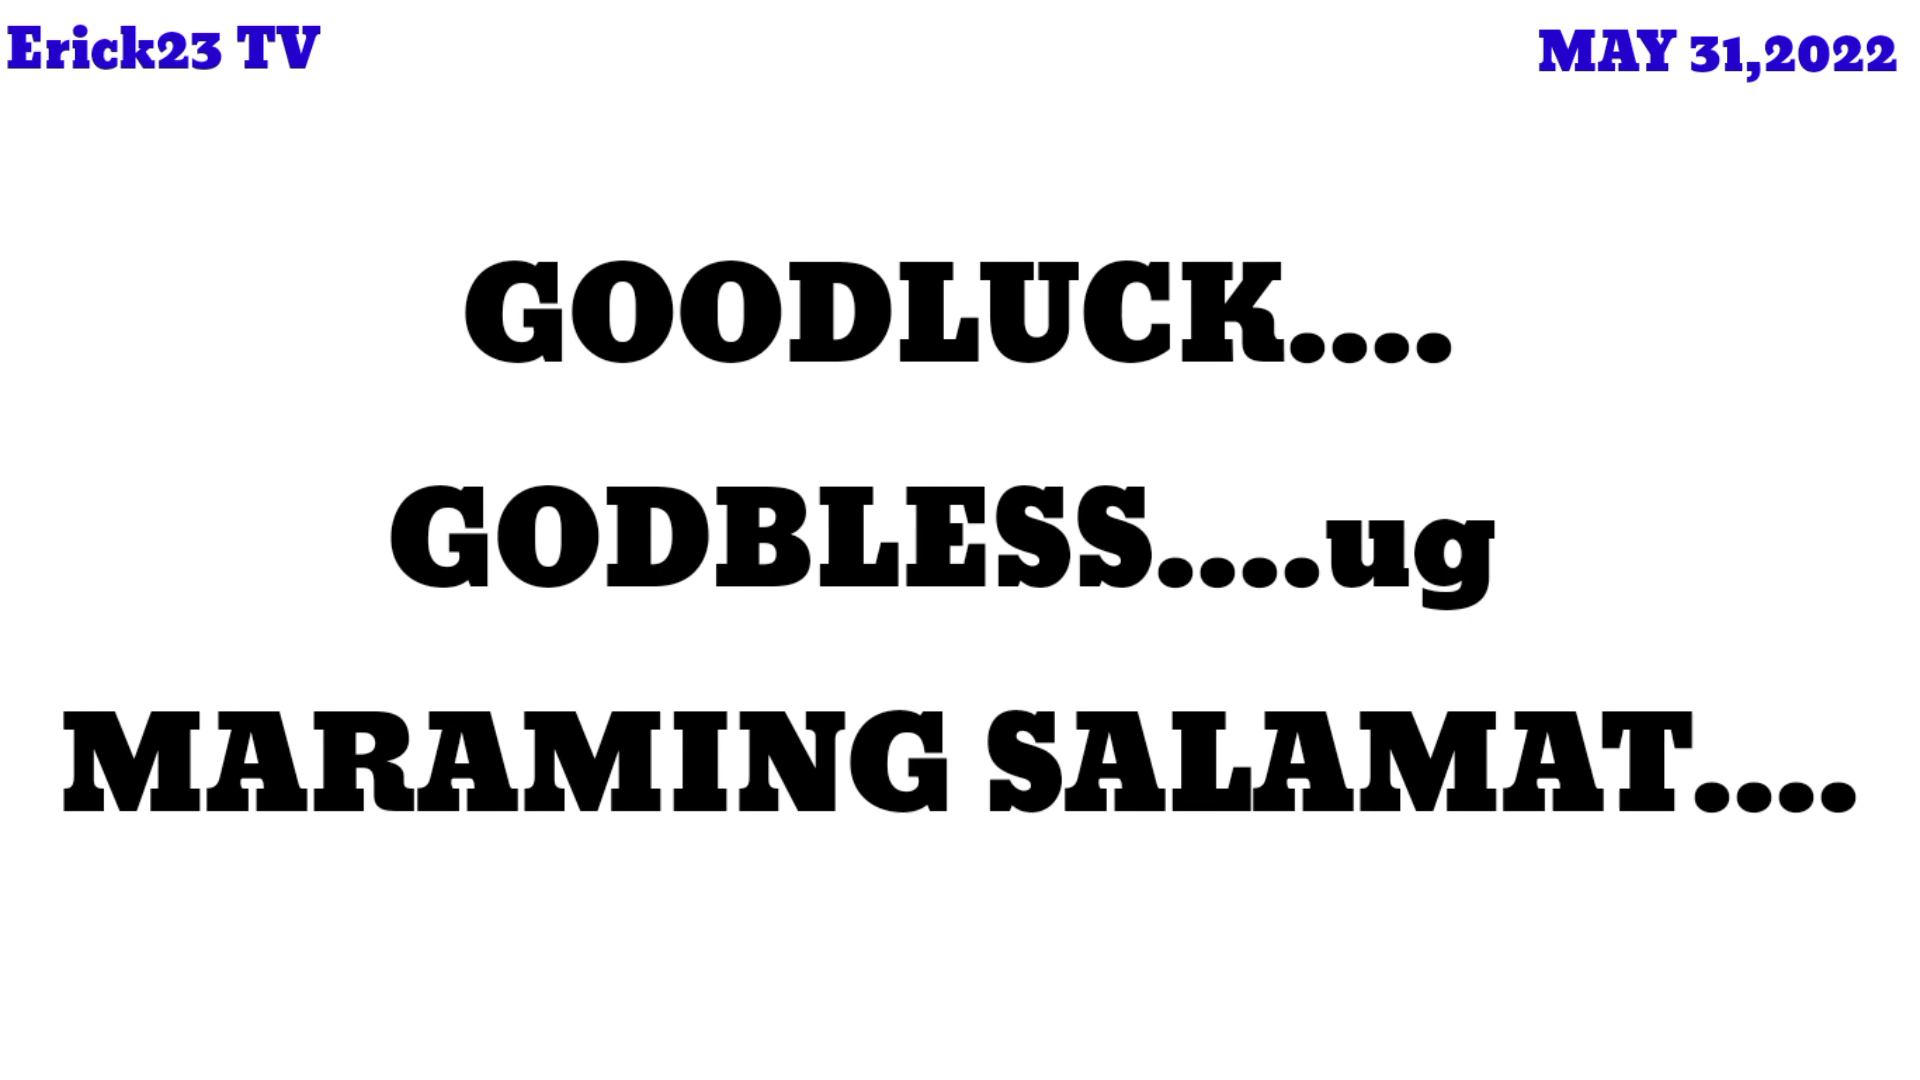 Erick23 TV
MAY 31,2022
GOODLUCK....
GODBLESS....ug
MARAMING SALAMAT....